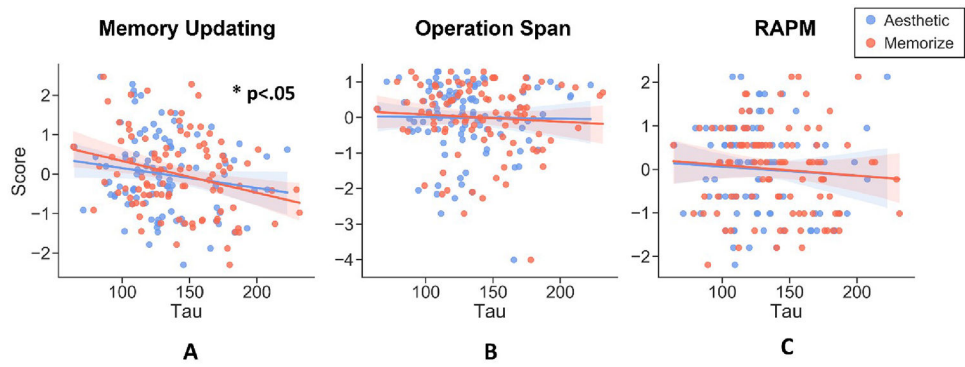 Memory Updating
Operation Span
RAPM
Aesthetic
Memorize
* p<.05
Score
2
1
0
−1
−2
100
150
200
Tau
A
1
0
−1
−2
−3
−4
100
150
200
Tau
B
2
1
0
−1
−2
100
150
200
Tau
C